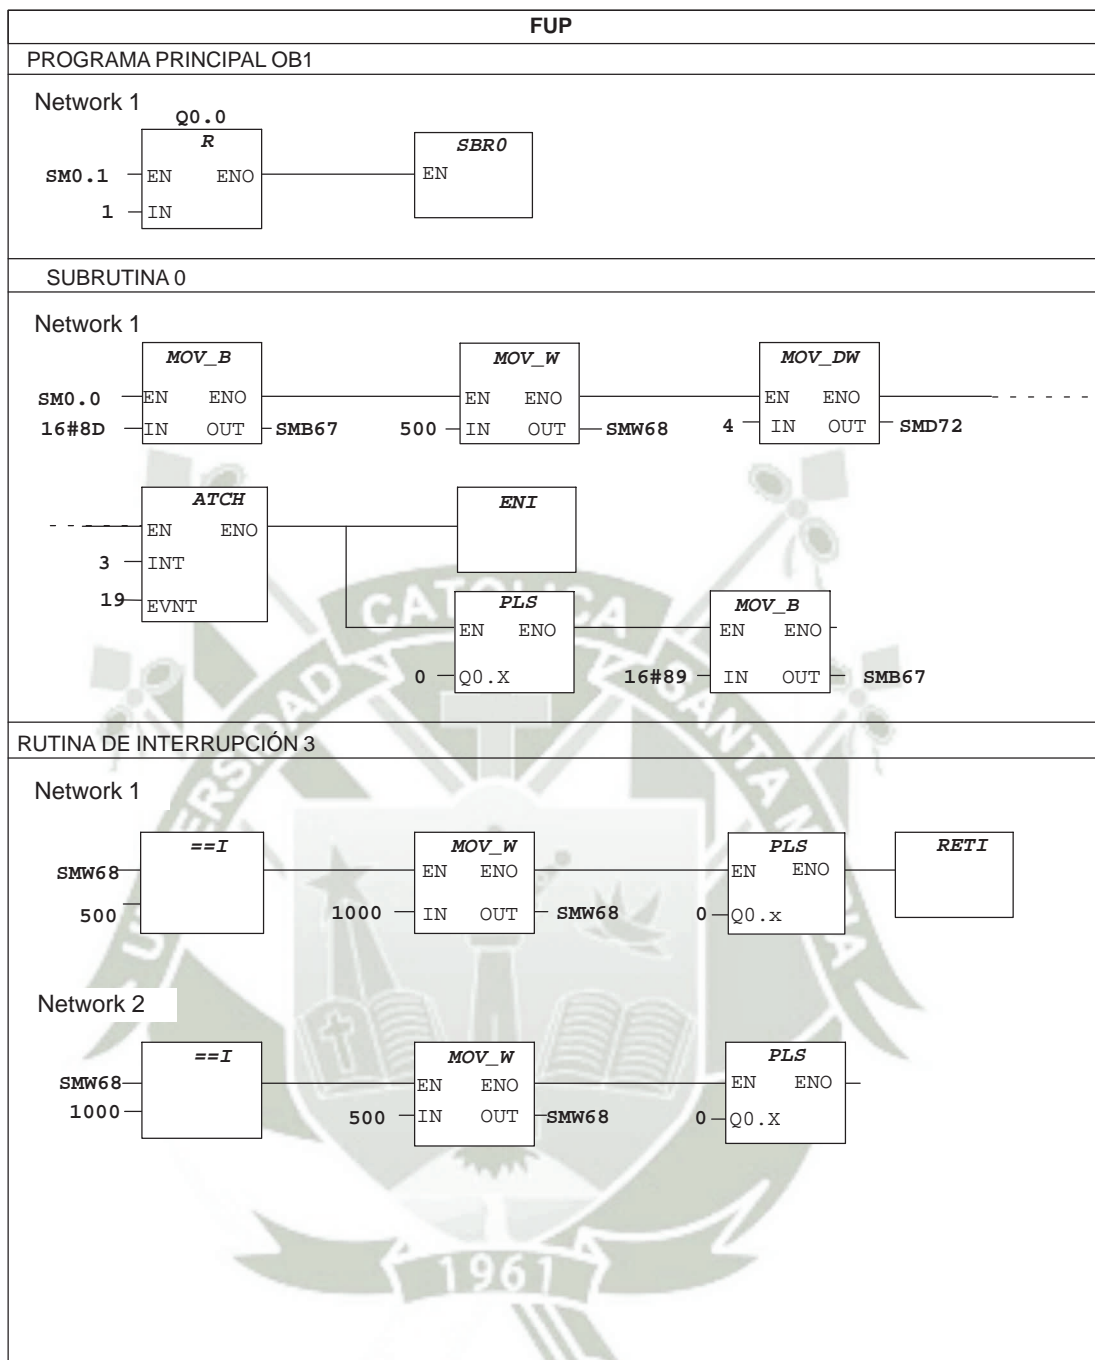 FUP
PROGRAMA PRINCIPAL OB1
Network 1
Q0.0
R
SBR0
SM0.1 EN ENO EN
1 IN
SUBRUTINA 0
Network 1
MOV_B MOV_W MOV_DW
SM0.0 EN ENO EN ENO EN ENO
16#8D IN OUT SMB67 500 IN OUT SMW68 4 IN OUT SMD72
ATCH ENI
EN ENO
3 INT
19 EVNT
PLS MOV_B
EN ENO EN ENO
0 Q0.X 16#89 IN OUT SMB67
RUTINA DE INTERRUPCIÓN 3
Network 1
==I MOV_W PLS RETI
SMW68 EN ENO EN ENO
500 1000 IN OUT SMW68 0 Q0.x
Network 2
==I MOV_W PLS
SMW68 EN ENO EN ENO
1000 500 IN OUT SMW68 0 Q0.X
UNIVERSIDAD CATOLICA SANTA MARIA
1961